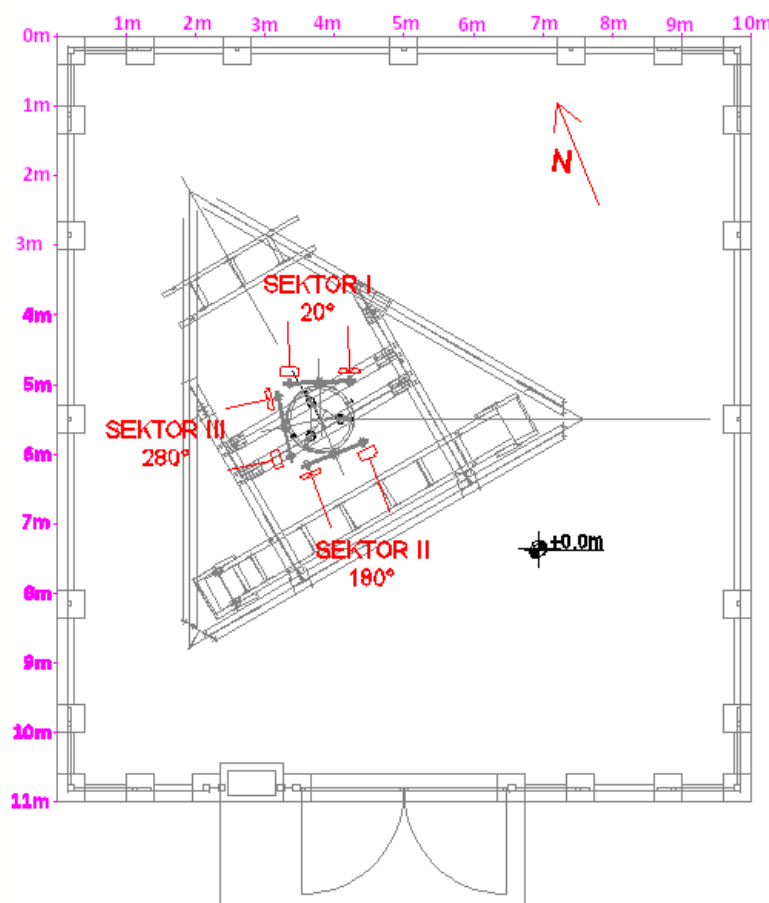 0m 1m 2m 3m 4m 5m 6m 7m 8m 9m 10m
1m
2m
3m
4m
5m
6m
7m
8m
9m
10m
11m
N
SEKTOR I
20°
SEKTOR III
280°
SEKTOR II
180°
±0.0m